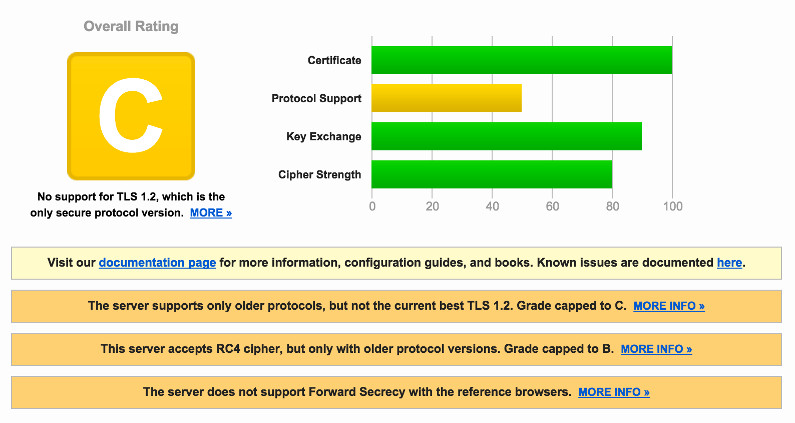 Overall Rating
C
No support for TLS 1.2, which is the
only secure protocol version. MORE »
Certificate
Protocol Support
Key Exchange
Cipher Strength
0 20 40 60 80 100
Visit our documentation page for more information, configuration guides, and books. Known issues are documented here.
The server supports only older protocols, but not the current best TLS 1.2. Grade capped to C. MORE INFO »
This server accepts RC4 cipher, but only with older protocol versions. Grade capped to B. MORE INFO »
The server does not support Forward Secrecy with the reference browsers. MORE INFO »